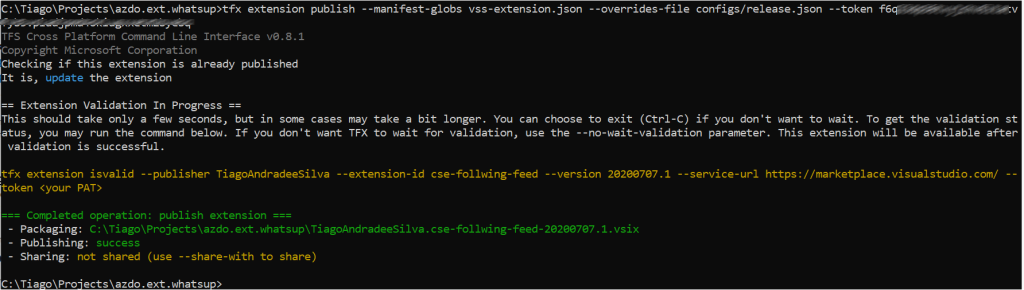 C:\Tiago\Projects\azdo.ext.whatsup>tfx extension publish --manifest-globs vss-extension.json --overrides-file configs/release.json --token f6q
TFS Cross Platform Command Line Interface v0.8.1
Copyright Microsoft Corporation
Checking if this extension is already published
It is, update the extension
== Extension Validation In Progress ==
This should take only a few seconds, but in some cases may take a bit longer. You can choose to exit (Ctrl-C) if you don't want to wait. To get the validation st
atus, you may run the command below. If you don't want TFX to wait for validation, use the --no-wait-validation parameter. This extension will be available after
validation is successful.
tfx extension isvalid --publisher TiagoAndradeeSilva --extension-id cse-follwing-feed --version 20200707.1 --service-url https://marketplace.visualstudio.com/ --
token <your PAT>
=== Completed operation: publish extension ===
- Packaging: C:\Tiago\Projects\azdo.ext.whatsup\TiagoAndradeeSilva.cse-follwing-feed-20200707.1.vsix
- Publishing: success
- Sharing: not shared (use --share-with to share)
C:\Tiago\Projects\azdo.ext.whatsup>